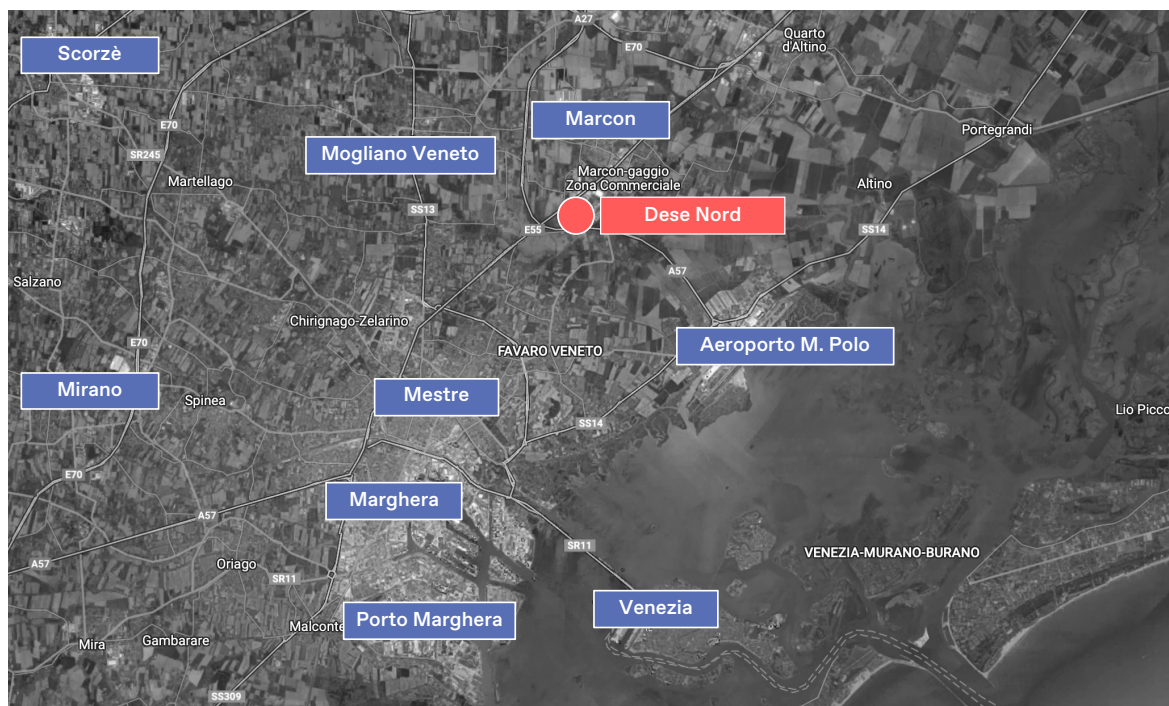 A27
Quarto
d'Altino
E70
Scorzè
Marcon
E70
Portegrandi
SR245
Mogliano Veneto
Martellago
Marcon-gaggio
Zona Commerciale
Altino
SS13
Dese Nord
E55
SS14
A57
Salzano
Chirignago-Zelarino
E70
FAVARO VENETO
Aeroporto M. Polo
Mirano
Mestre
Spinea
Lio Picco
SS14
E70
Marghera
A57
SR11
VENEZIA-MURANO-BURANO
A57
Oriago
SR11
Venezia
Porto Marghera
Malconte
Mira
Gambarare
SS309